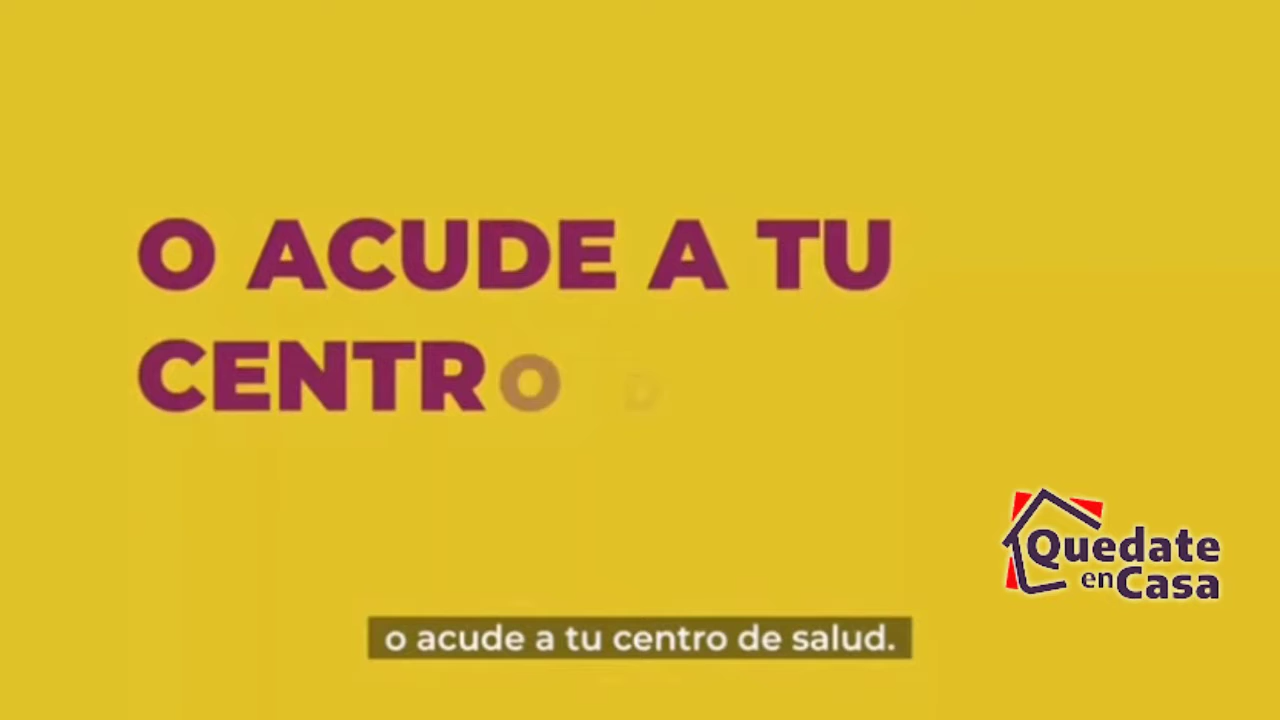 O ACUDE A TU
CENTRO D
Quedate
en Casa
o acude a tu centro de salud.